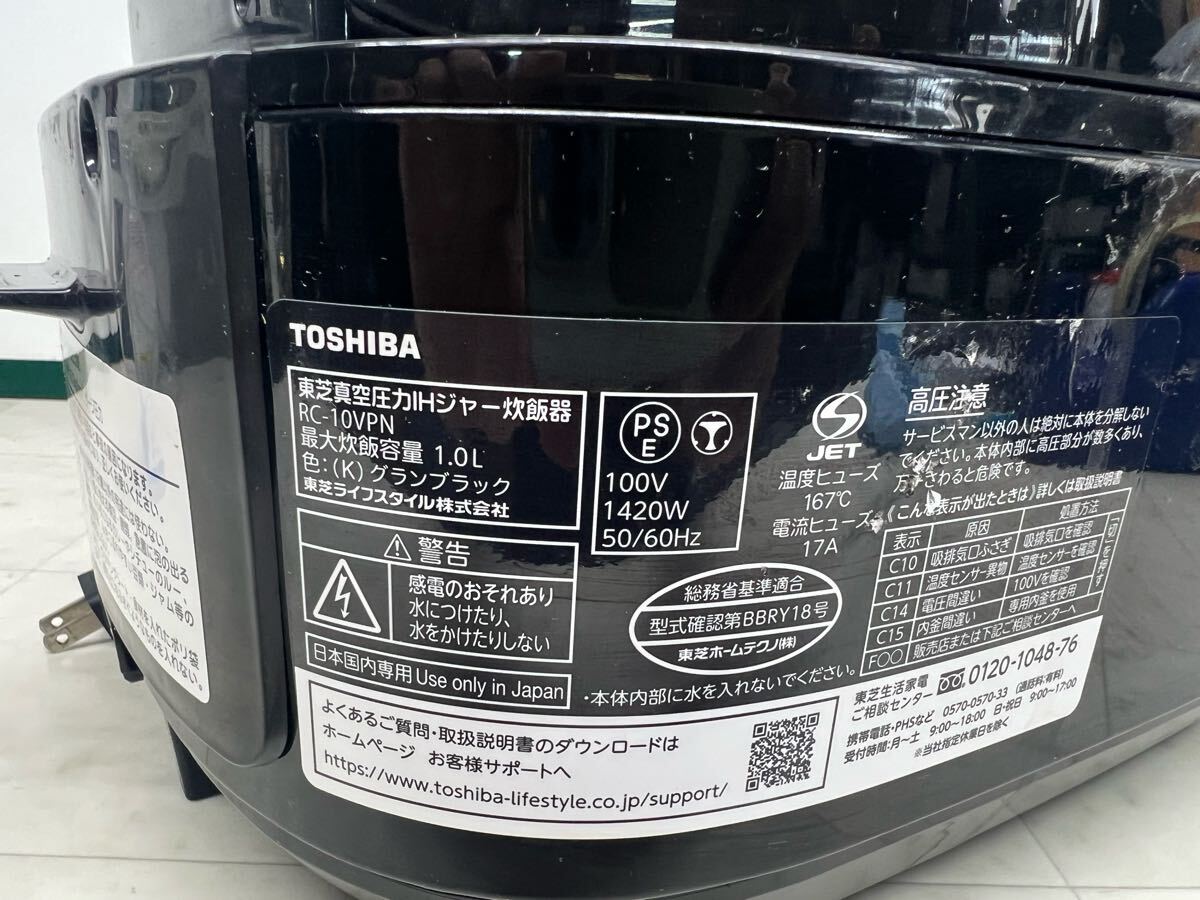 TOSHIBA
東芝真空圧力IHジャー炊飯器
RC-10VPN
最大炊飯容量 1.0L
色:(K)グランブラック
東芝ライフスタイル株式会社
PS
E
100V
1420W
50/60Hz
JET
温度ヒューズ
167℃
電流ヒューズ
17A
高圧注意
サービスマン以外の人は絶対に本体を分解しない
でください。本体内部に高圧部分が数多くあり、
万一さわると危険です。
《こんな表示が出たときは》詳しくは取扱説明書
表示 原因 処置方法
C10 吸排気口ふさぎ 吸排気口を確認
C11 温度センサー異物 温度センサーを確認
C14 電圧間違い 100Vを確認
C15 内釜間違い 専用内釜を使用
「切」を押す
F〇〇 販売店または下記ご相談センターへ
警告
感電のおそれあり
水につけたり、
水をかけたりしない
日本国内専用 Use only in Japan
総務省基準適合
型式確認第BBRY18号
東芝ホームテクノ(株)
・本体内部に水を入れないでください。
よくあるご質問・取扱説明書のダウンロードは
ホームページ お客様サポートへ
https://www.toshiba-lifestyle.co.jp/support/
東芝生活家電
ご相談センター 0120-1048-76
携帯電話・PHSなど 0570-0570-33 (通話料:有料)
受付時間:月~土 9:00~18:00 日・祝日 9:00~17:00
※当社指定休業日を除く